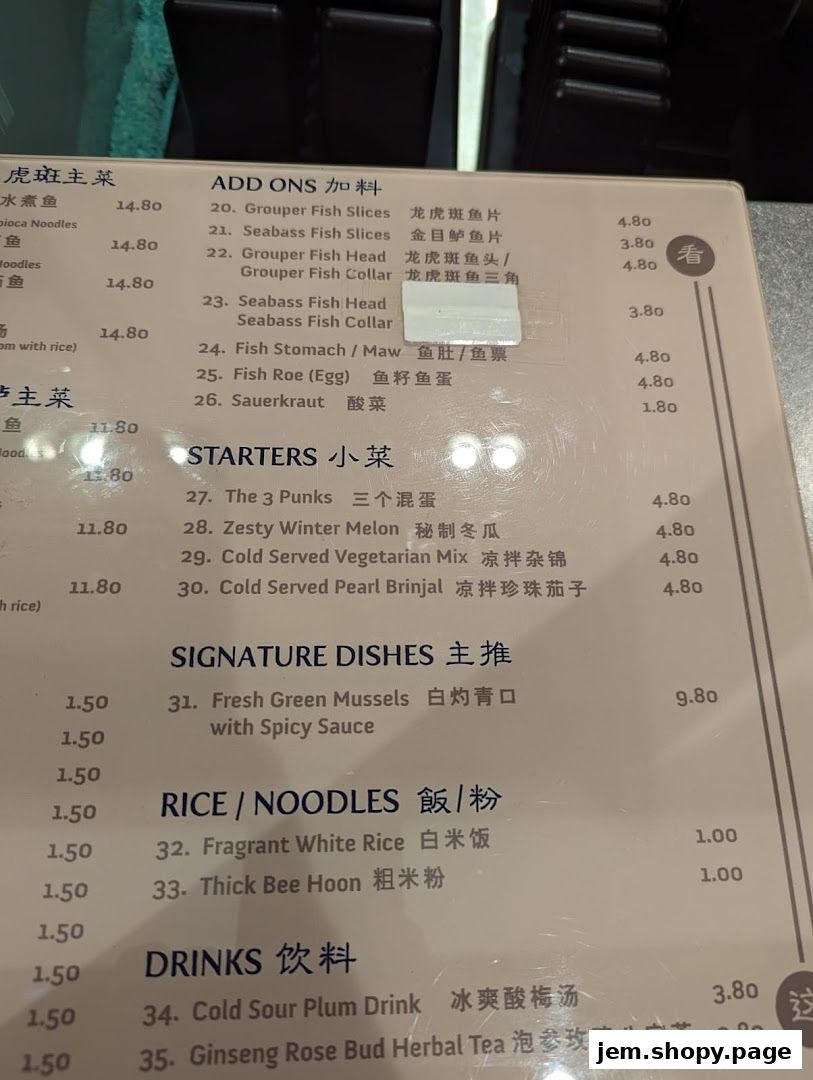 虎斑主菜
水煮鱼 14.80
Noodles
鱼 14.80
鱼 14.80
14.80
with rice)
主菜
鱼 11.80
11.80
11.80
11.80
rice)
1.50
1.50
1.50
1.50
1.50
1.50
1.50
1.50
1.50
1.50
ADD ONS 加料
20. Grouper Fish Slices 龙虎斑鱼片 4.80
21. Seabass Fish Slices 金目鲈鱼片 3.80
22. Grouper Fish Head 龙虎斑鱼头/ 4.80
Grouper Fish Collar 龙虎斑鱼三角
23. Seabass Fish Head 3.80
Seabass Fish Collar
24. Fish Stomach / Maw 鱼肚/鱼票 4.80
25. Fish Roe (Egg) 鱼籽鱼蛋 4.80
26. Sauerkraut 酸菜 1.80
STARTERS 小菜
27. The 3 Punks 三个混蛋 4.80
28. Zesty Winter Melon 秘制冬瓜 4.80
29. Cold Served Vegetarian Mix 凉拌杂锦 4.80
30. Cold Served Pearl Brinjal 凉拌珍珠茄子 4.80
SIGNATURE DISHES 主推
31. Fresh Green Mussels 白灼青口 9.80
with Spicy Sauce
RICE / NOODLES 飯/粉
32. Fragrant White Rice 白米饭 1.00
33. Thick Bee Hoon 粗米粉 1.00
DRINKS 饮料
34. Cold Sour Plum Drink 冰爽酸梅汤 3.80
35. Ginseng Rose Bud Herbal Tea 泡参玫
看
这
jem.shopy.page